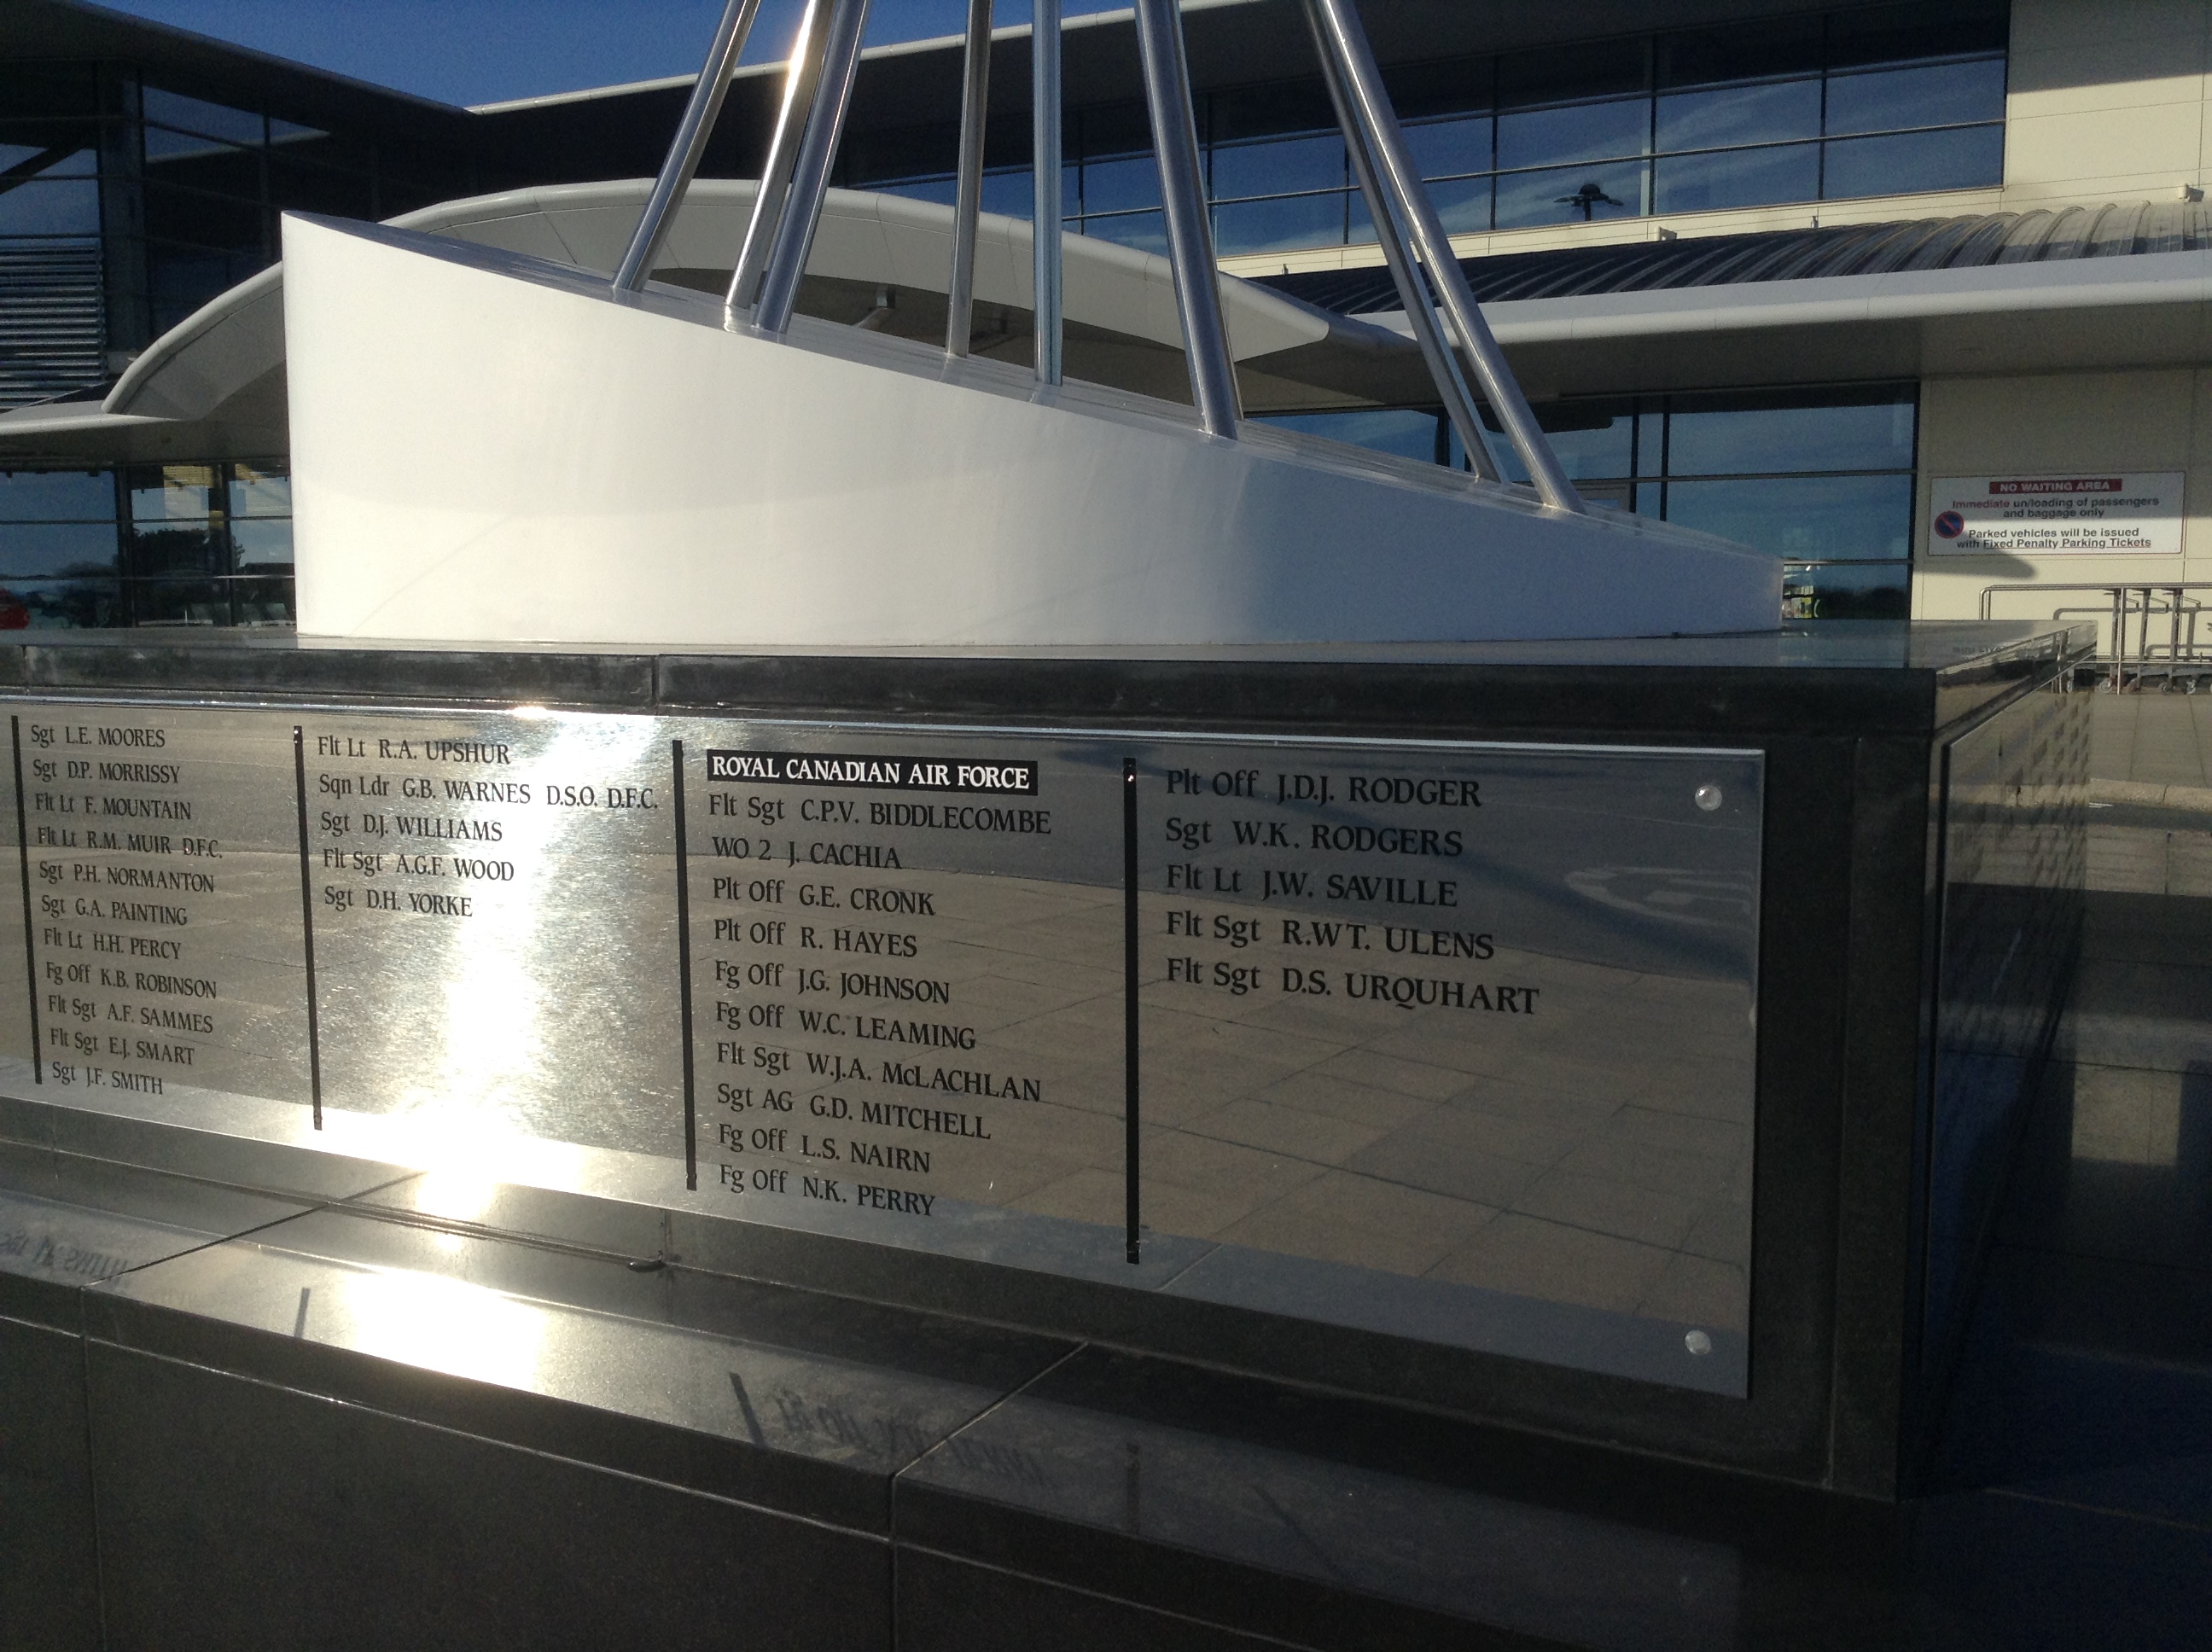 NO WAITING AREA
Immediate un/loading of passengers
and baggage only
Parked vehicles will be issued
with Fixed Penalty Parking Tickets
Sgt L.E. MOORES
Sgt D.P. MORRISSY
Flt Lt F. MOUNTAIN
Flt Lt R.M. MUIR D.F.C.
Sgt P.H. NORMANTON
Sgt G.A. PAINTING
Flt Lt H.H. PERCY
Fg Off K.B. ROBINSON
Flt Sgt A.F. SAMMES
Flt Sgt E.J. SMART
Sgt J.F. SMITH
Flt Lt R.A. UPSHUR
Sqn Ldr G.B. WARNES D.S.O. D.F.C.
Sgt D.J. WILLIAMS
Flt Sgt A.G.F. WOOD
Sgt D.H. YORKE
ROYAL CANADIAN AIR FORCE
Flt Sgt C.P.V. BIDDLECOMBE
WO 2 J. CACHIA
Plt Off G.E. CRONK
Plt Off R. HAYES
Fg Off J.G. JOHNSON
Fg Off W.C. LEAMING
Flt Sgt W.J.A. McLACHLAN
Sgt AG G.D. MITCHELL
Fg Off L.S. NAIRN
Fg Off N.K. PERRY
Plt Off J.D.J. RODGER
Sgt W.K. RODGERS
Flt Lt J.W. SAVILLE
Flt Sgt R.W.T. ULENS
Flt Sgt D.S. URQUHART